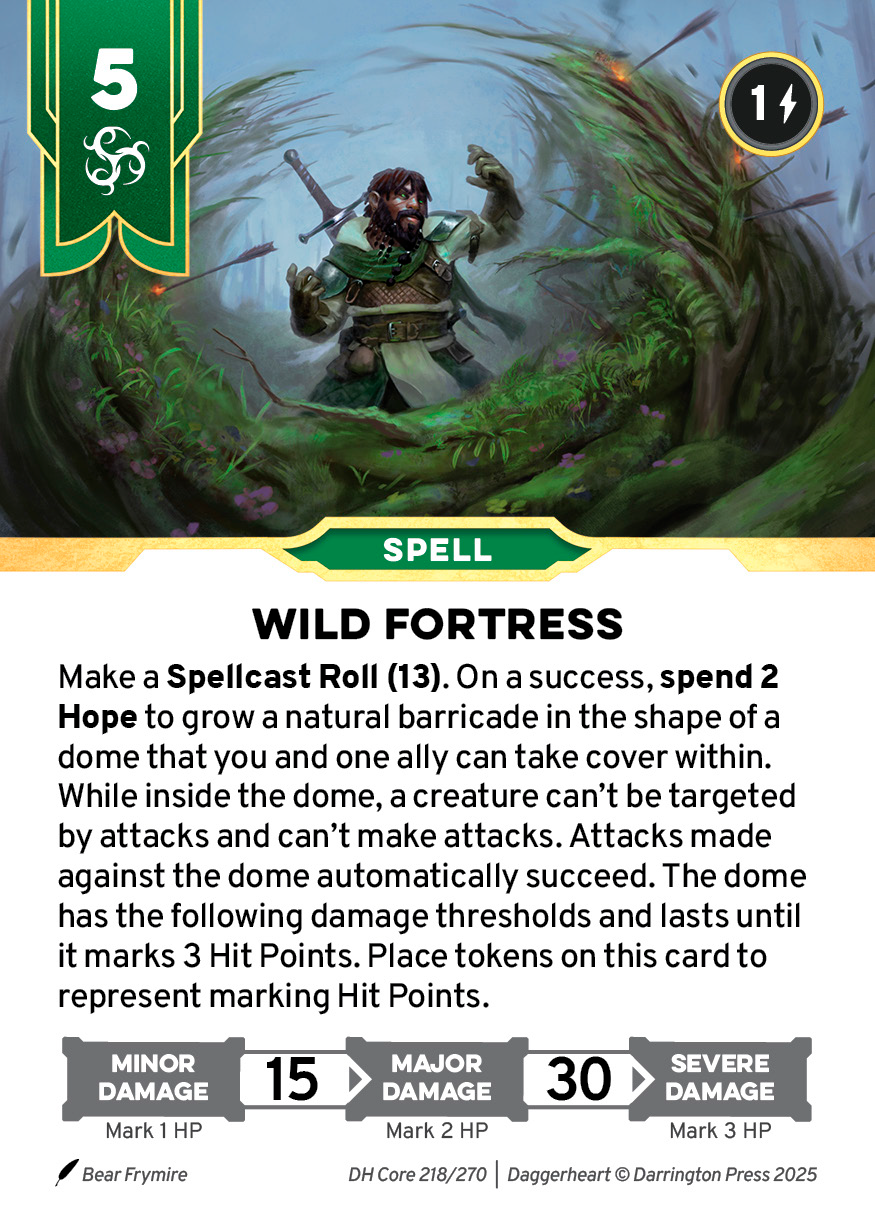 5
1
SPELL
WILD FORTRESS
Make a Spellcast Roll (13). On a success, spend 2
Hope to grow a natural barricade in the shape of a
dome that you and one ally can take cover within.
While inside the dome, a creature can’t be targeted
by attacks and can’t make attacks. Attacks made
against the dome automatically succeed. The dome
has the following damage thresholds and lasts until
it marks 3 Hit Points. Place tokens on this card to
represent marking Hit Points.
MINOR
DAMAGE
15
MAJOR
DAMAGE
30
SEVERE
DAMAGE
Mark 1 HP
Mark 2 HP
Mark 3 HP
Bear Frymire
DH Core 218/270 | Daggerheart © Darrington Press 2025